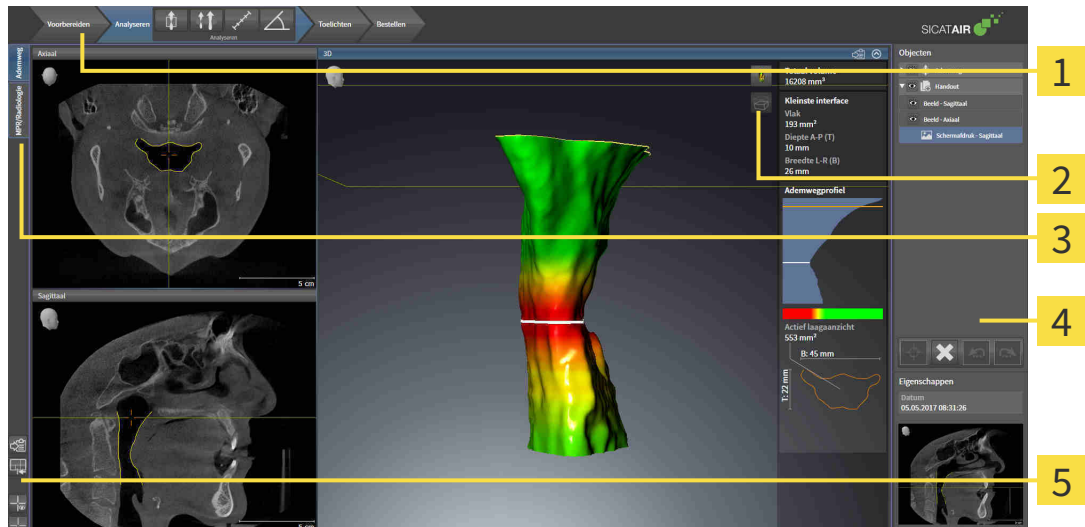 Voorbereiden
Analyseren
Analyseren
Toelichten
Bestellen
SICATAIR
Ademweg
MPR/Radiologie
Axiaal
5 cm
Sagittaal
5 cm
3D
Totaal volume
16208 mm³
Kleinste interface
Vlak
193 mm²
Diepte A-P (T)
10 mm
Breedte L-R (B)
26 mm
Ademwegprofiel
Actief laagaanzicht
553 mm²
B: 45 mm
T: 22 mm
Objecten
Handout
Beeld - Sagittaal
Beeld - Axiaal
Schermafdruk - Sagittaal
Eigenschappen
Datum
05.05.2017 08:31:26
1
2
3
4
5